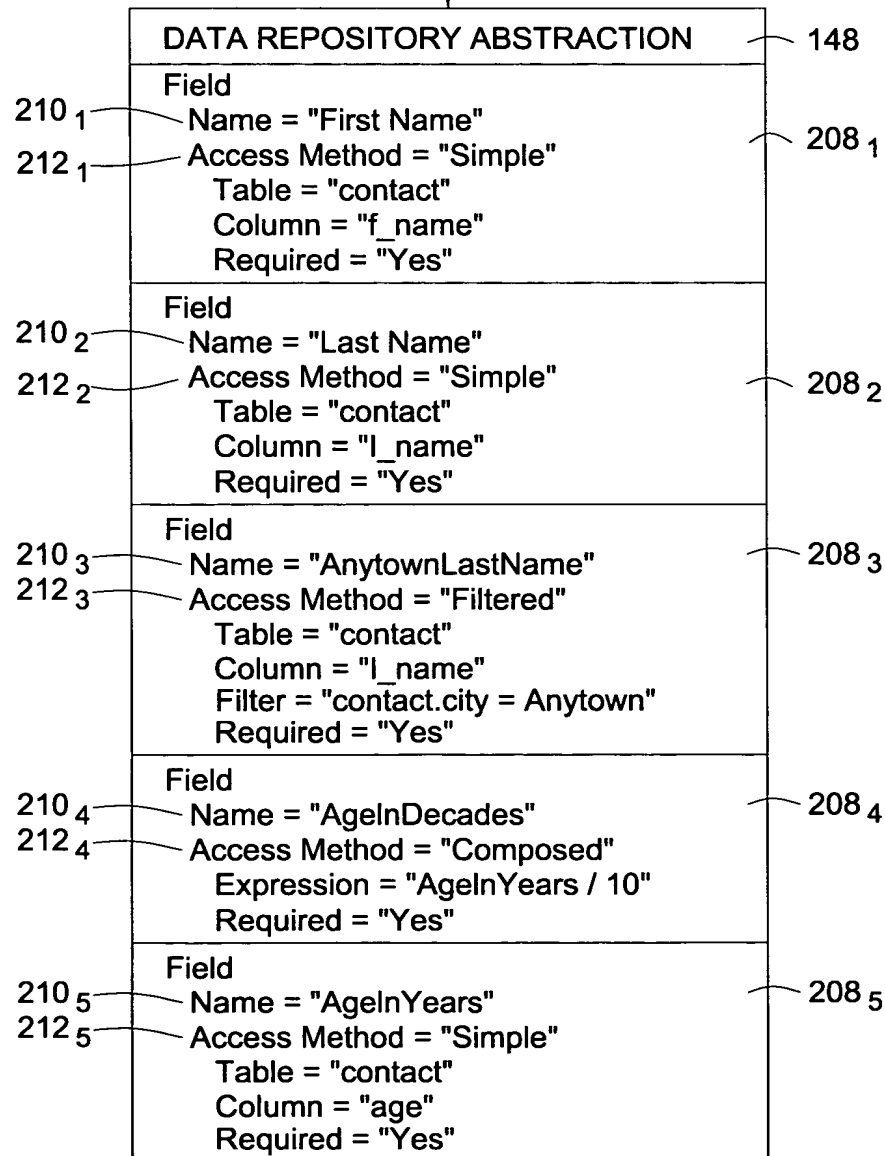 DATA REPOSITORY ABSTRACTION 148
Field
210 1 Name = "First Name" 208 1
212 1 Access Method = "Simple"
Table = "contact"
Column = "f_name"
Required = "Yes"
Field
210 2 Name = "Last Name"
212 2 Access Method = "Simple" 208 2
Table = "contact"
Column = "l_name"
Required = "Yes"
Field
210 3 Name = "AnytownLastName" 208 3
212 3 Access Method = "Filtered"
Table = "contact"
Column = "l_name"
Filter = "contact.city = Anytown"
Required = "Yes"
Field
210 4 Name = "AgeInDecades" 208 4
212 4 Access Method = "Composed"
Expression = "AgeInYears / 10"
Required = "Yes"
Field
210 5 Name = "AgeInYears" 208 5
212 5 Access Method = "Simple"
Table = "contact"
Column = "age"
Required = "Yes"